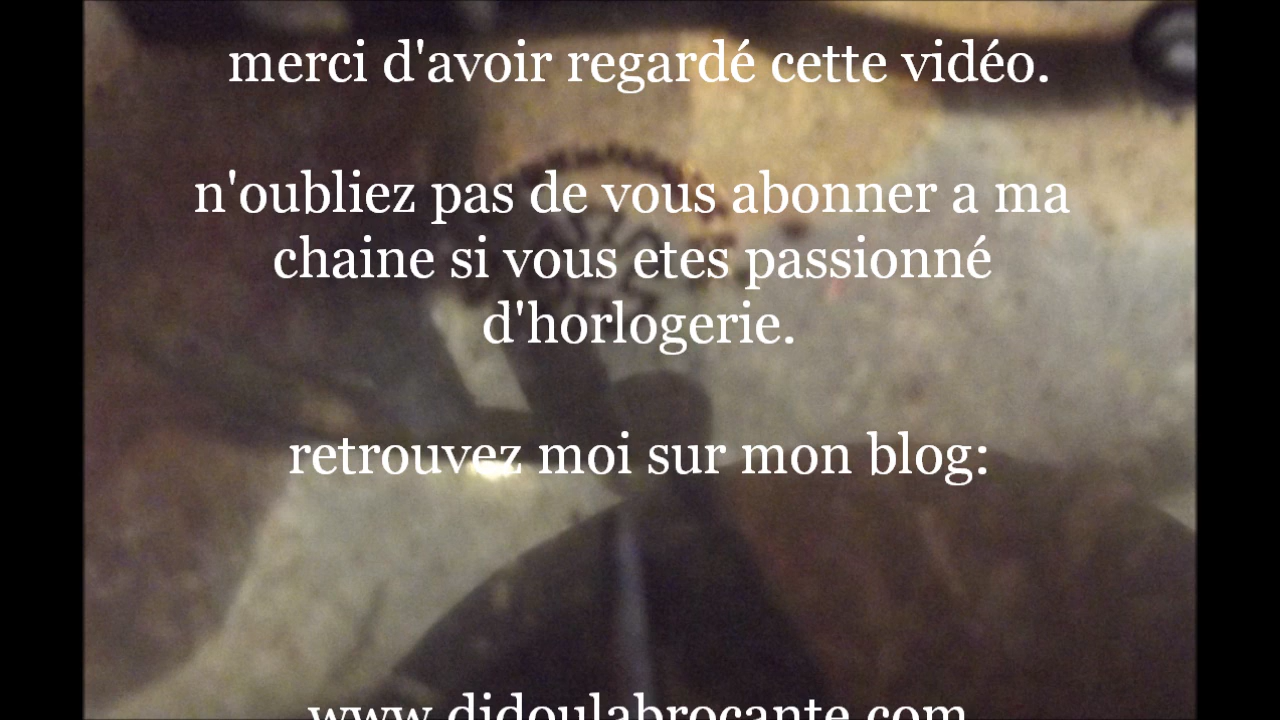 merci d'avoir regardé cette vidéo.
n'oubliez pas de vous abonner a ma
chaine si vous etes passionné
d'horlogerie.
retrouvez moi sur mon blog:
www.didoulabrocante.com